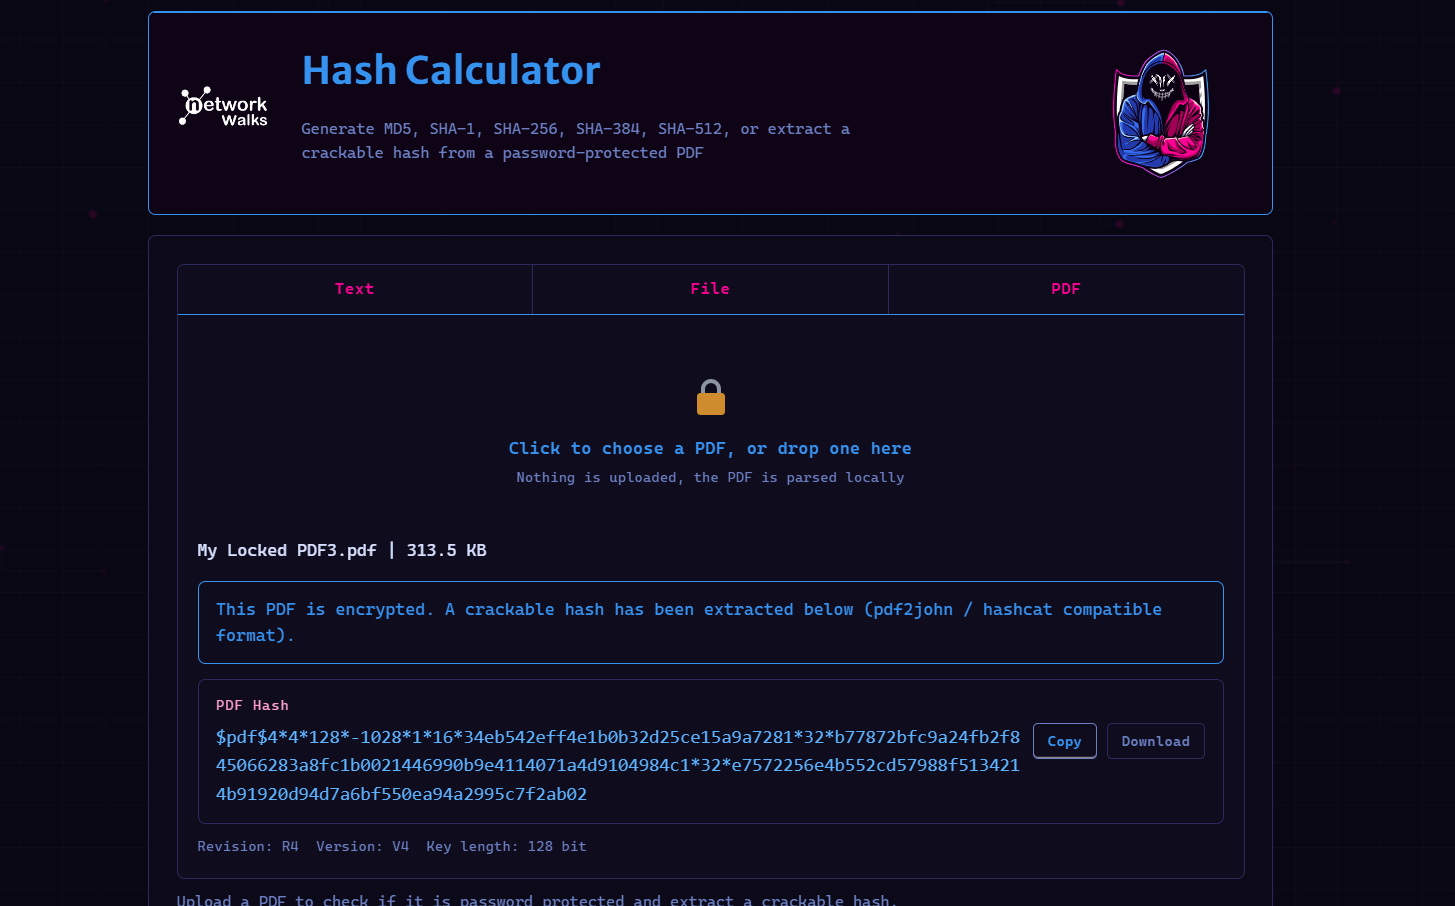 network
Walks
Hash Calculator
Generate MD5, SHA-1, SHA-256, SHA-384, SHA-512, or extract a
crackable hash from a password-protected PDF
Text
File
PDF
Click to choose a PDF, or drop one here
Nothing is uploaded, the PDF is parsed locally
My Locked PDF3.pdf | 313.5 KB
This PDF is encrypted. A crackable hash has been extracted below (pdf2john / hashcat compatible
format).
PDF Hash
$pdf$4*4*128*-1028*1*16*34eb542eff4e1b0b32d25ce15a9a7281*32*b77872bfc9a24fb2f8
45066283a8fc1b0021446990b9e4114071a4d9104984c1*32*e7572256e4b552cd57988f513421
4b91920d94d7a6bf550ea94a2995c7f2ab02
Copy
Download
Revision: R4 Version: V4 Key length: 128 bit
Upload a PDF to check if it is password protected and extract a crackable hash.